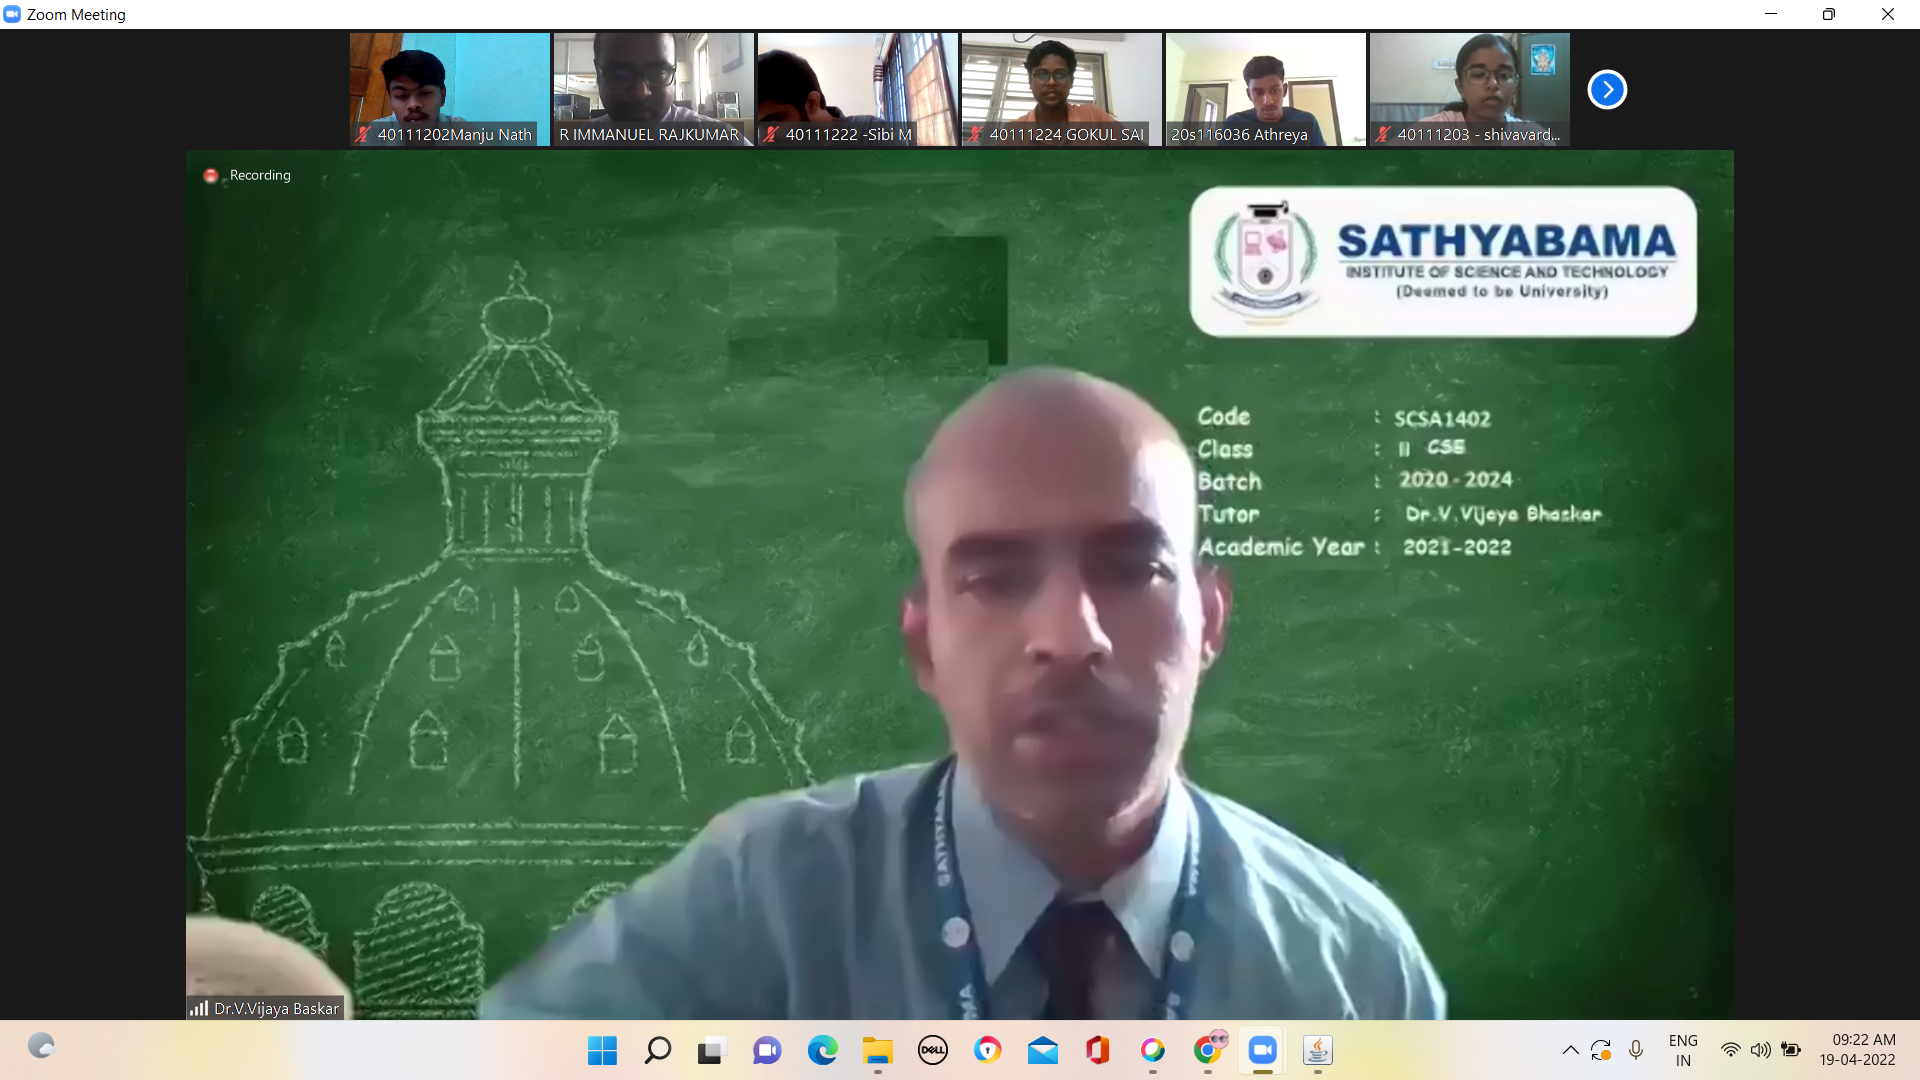 Zoom Meeting
40111202Manju Nath
R IMMANUEL RAJKUMAR
40111222 -Sibi M
40111224 GOKUL SAI
20s116036 Athreya
40111203 - shivavard...
Recording
SATHYABAMA
INSTITUTE OF SCIENCE AND TECHNOLOGY
(Deemed to be University)
Code : SCSA1402
Class : II CSE
Batch : 2020-2024
Tutor : Dr.V.Vijaya Bhaskar
Academic Year : 2021-2022
Dr.V.Vijaya Baskar
DELL
ENG
IN
09:22 AM
19-04-2022